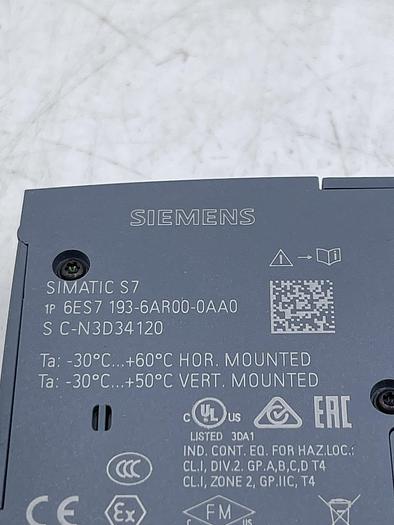 SIEMENS
SIMATIC S7
1P 6ES7 193-6AR00-0AA0
S C-N3D34120
Ta: -30°C...+60°C HOR. MOUNTED
Ta: -30°C...+50°C VERT. MOUNTED
C UL US EAC
LISTED 3DA1
IND. CONT. EQ. FOR HAZ.LOC.:
CL.I, DIV.2. GP.A,B,C,D T4
CL.I, ZONE 2, GP.IIC, T4
CCC
CE Ex FM